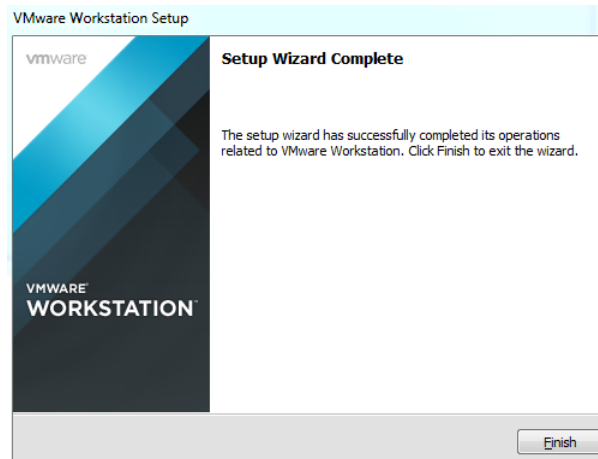 VMware Workstation Setup
vmware
Setup Wizard Complete
The setup wizard has successfully completed its operations
related to VMware Workstation. Click Finish to exit the wizard.
VMWARE®
WORKSTATION™
Finish